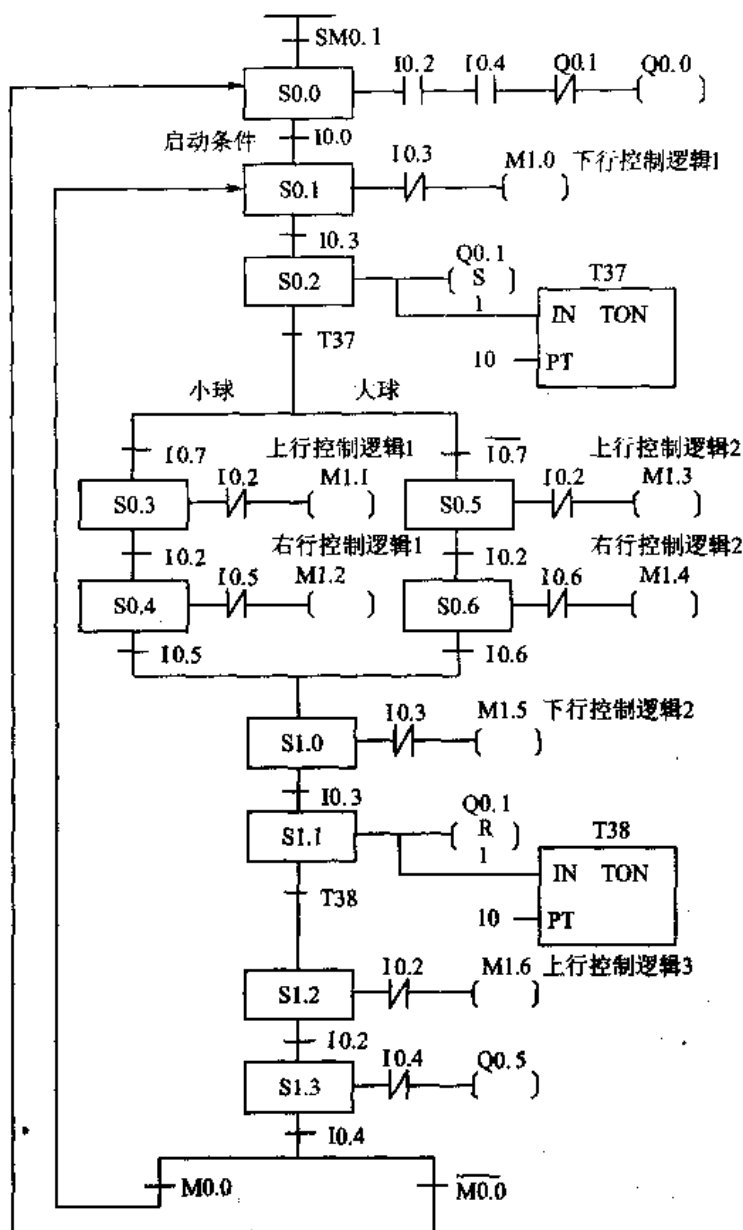 SM0.1
I0.2 I0.4 Q0.1 Q0.0
S0.0
启动条件 I0.0
I0.3 M1.0 下行控制逻辑1
S0.1
I0.3
Q0.1 T37
S0.2 S
1 IN TON
T37
10 PT
小球 大球
I0.7 上行控制逻辑1 I0.7 上行控制逻辑2
I0.2 M1.1 I0.2 M1.3
S0.3 S0.5
I0.2 右行控制逻辑1 I0.2 右行控制逻辑2
I0.5 M1.2 I0.6 M1.4
S0.4 S0.6
I0.5 I0.6
I0.3 M1.5 下行控制逻辑2
S1.0
I0.3
Q0.1 T38
S1.1 R
1 IN TON
T38
10 PT
I0.2 M1.6 上行控制逻辑3
S1.2
I0.2
I0.4 Q0.5
S1.3
I0.4
M0.0 M0.0